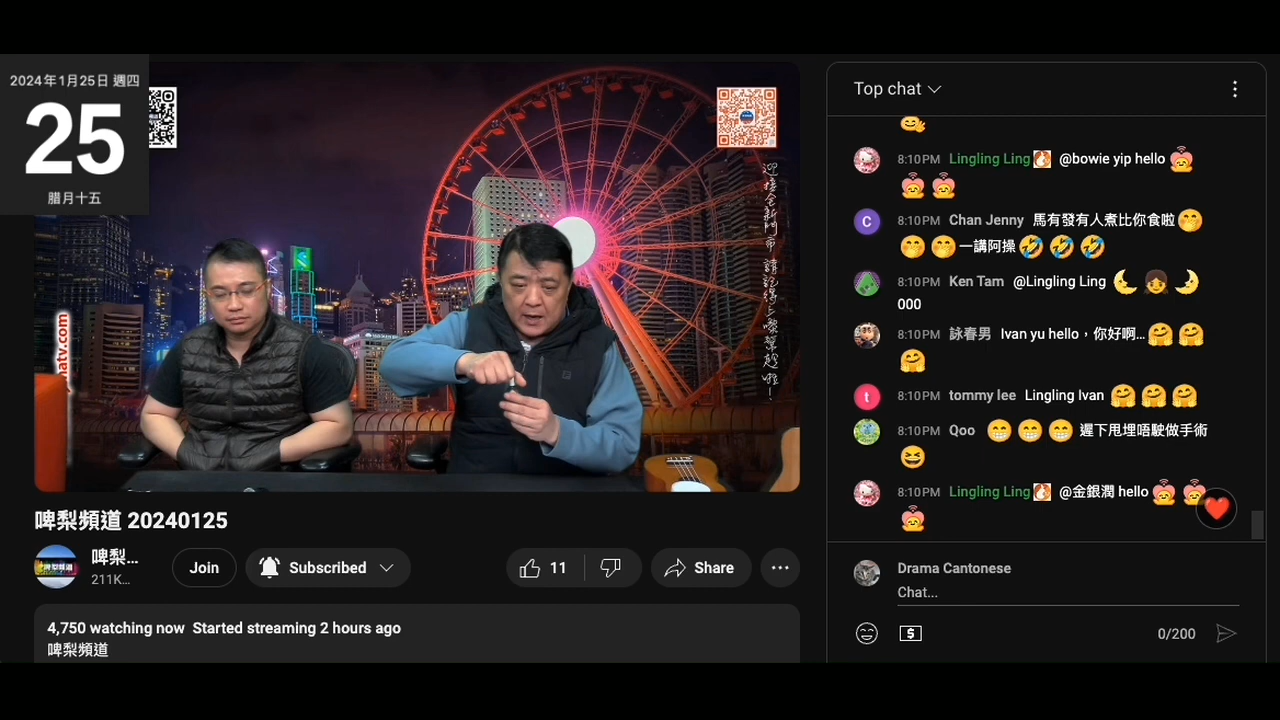 2024年1月25日 週四
25
腊月十五
啤梨頻道 20240125
啤梨...
211K...
Join
Subscribed
11
Share
4,750 watching now Started streaming 2 hours ago
啤梨頻道
Top chat
8:10PM Lingling Ling @bowie yip hello
8:10PM Chan Jenny 馬有發有人煮比你食啦
一講阿操
8:10PM Ken Tam @Lingling Ling
000
8:10PM 詠春男 Ivan yu hello，你好啊...
8:10PM tommy lee Lingling Ivan
8:10PM Qoo 遲下甩埋唔駛做手術
8:10PM Lingling Ling @金銀潤 hello
Drama Cantonese
Chat...
0/200